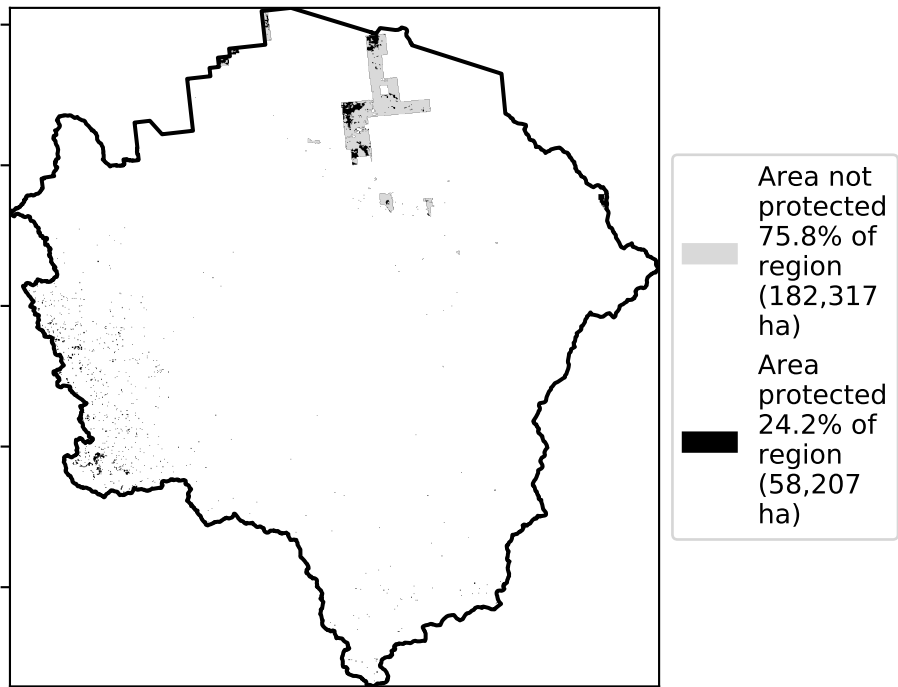 Area not
protected
75.8% of
region
(182,317
ha)
Area
protected
24.2% of
region
(58,207
ha)